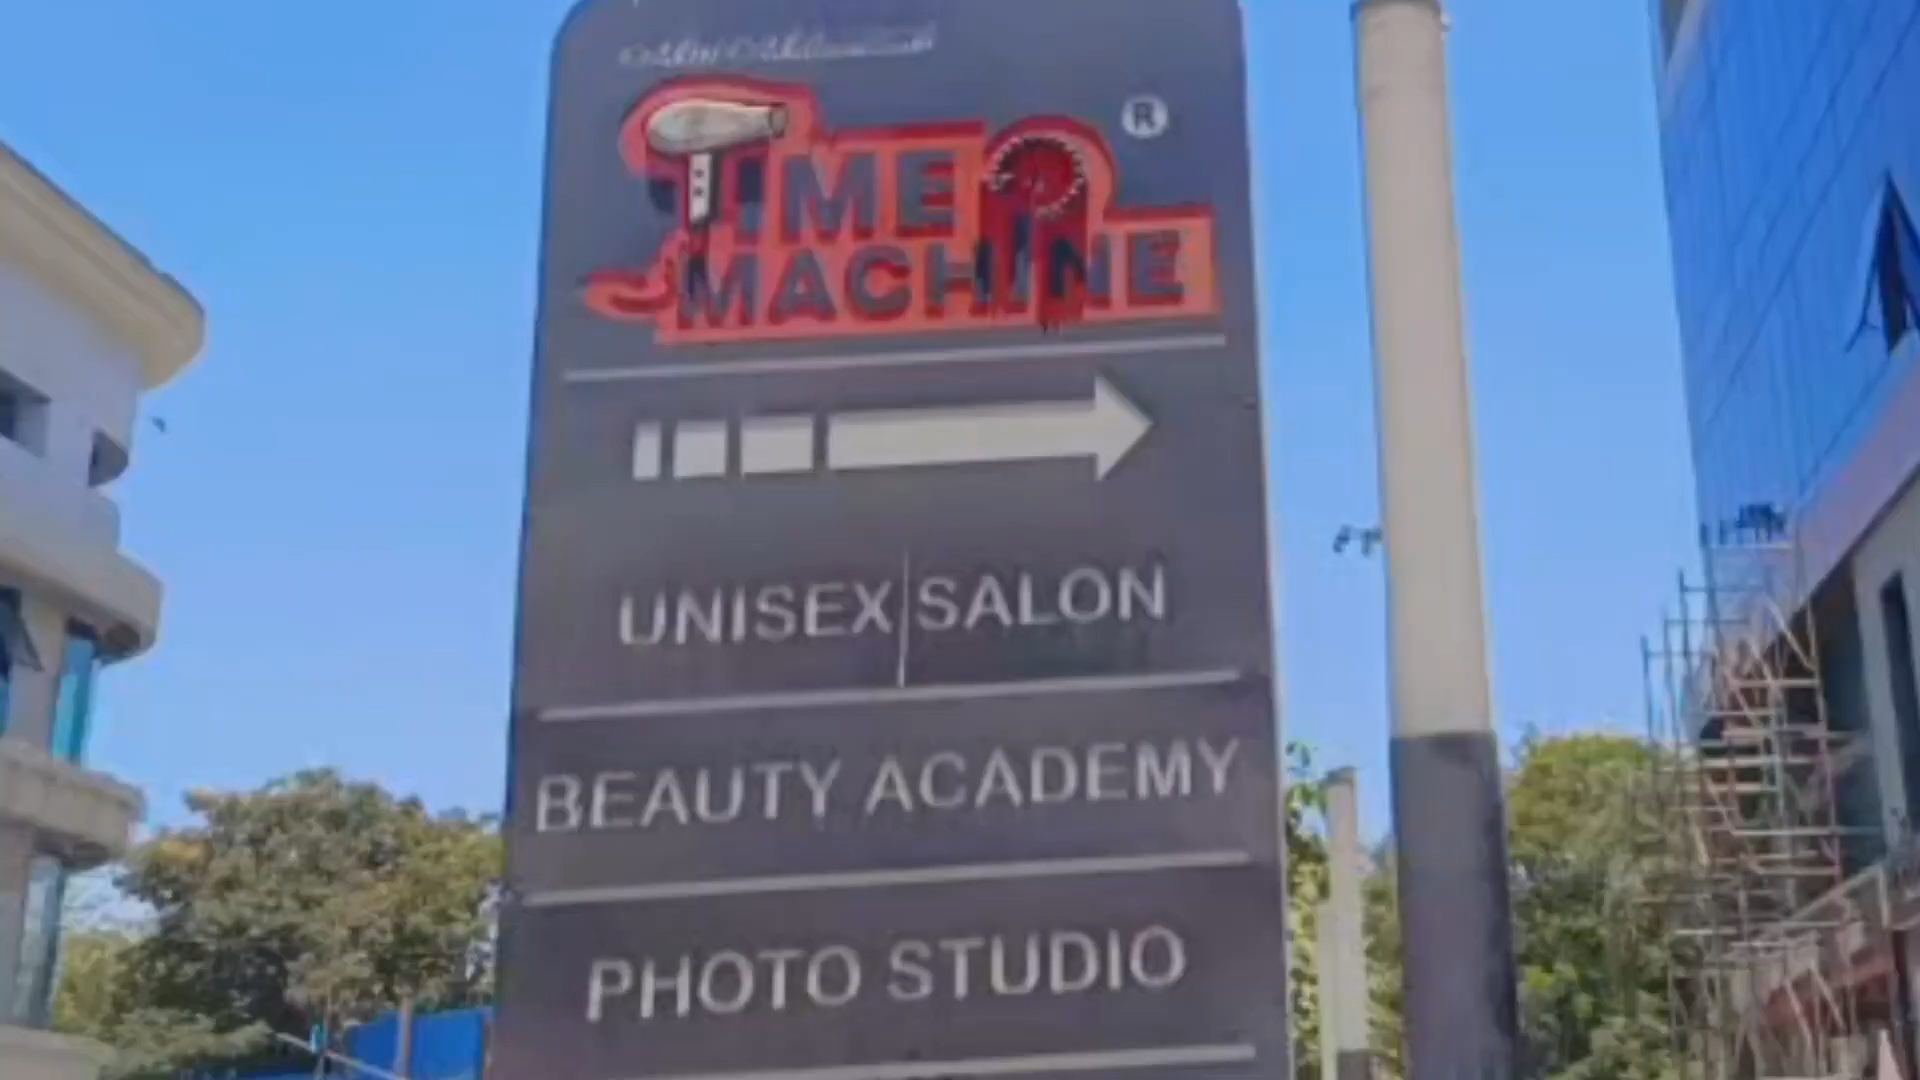 TIME
®
MACHINE
UNISEX SALON
BEAUTY ACADEMY
PHOTO STUDIO